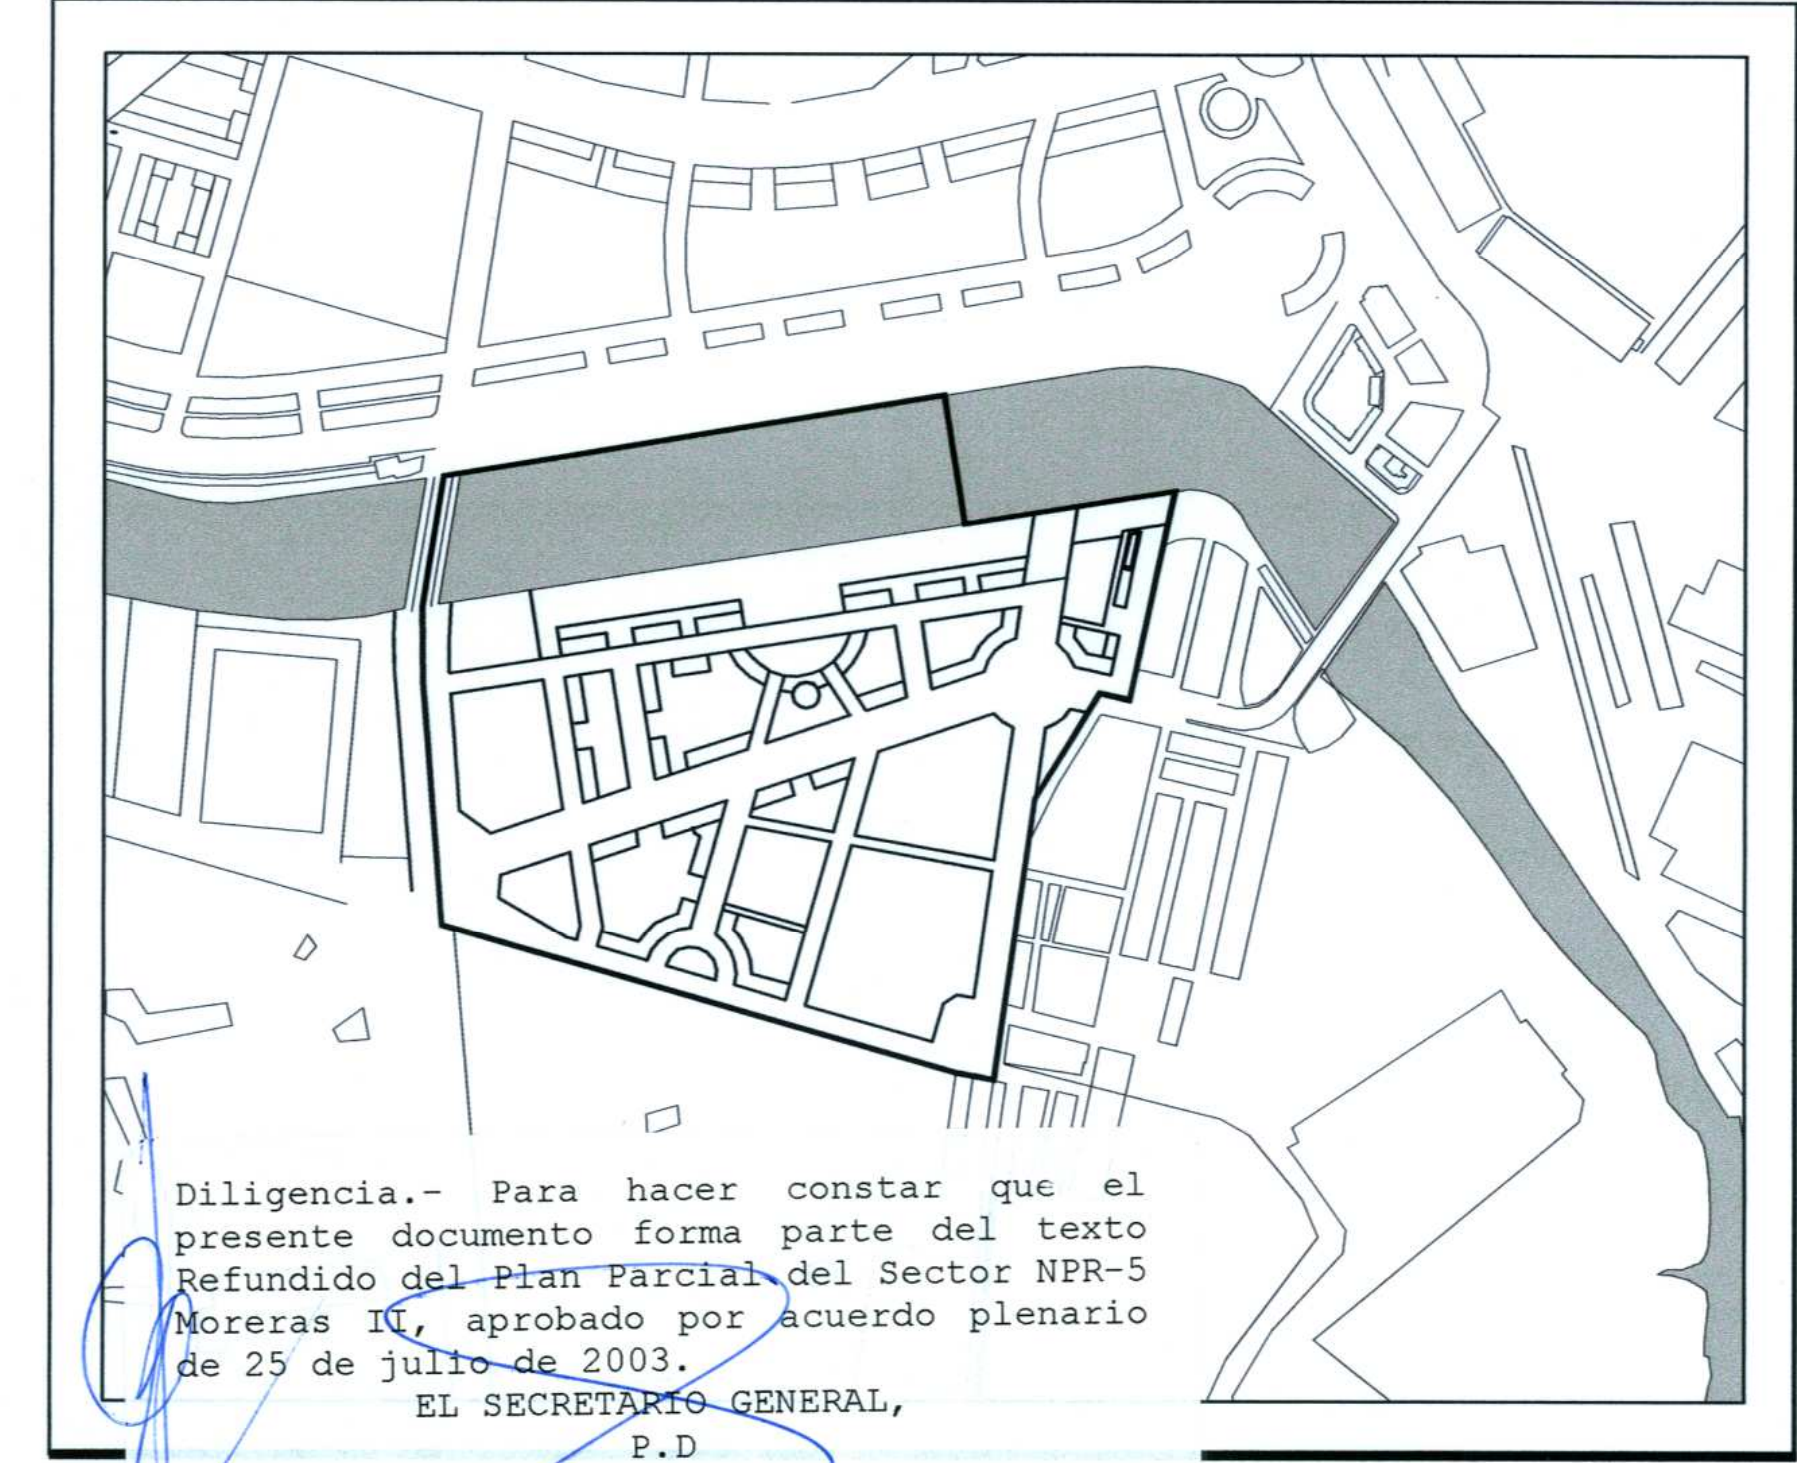 Diligencia.- Para hacer constar que el
presente documento forma parte del texto
Refundido del Plan Parcial del Sector NPR-5
Moreras II, aprobado por acuerdo plenario
de 25 de julio de 2003.
EL SECRETARIO GENERAL,
P.D